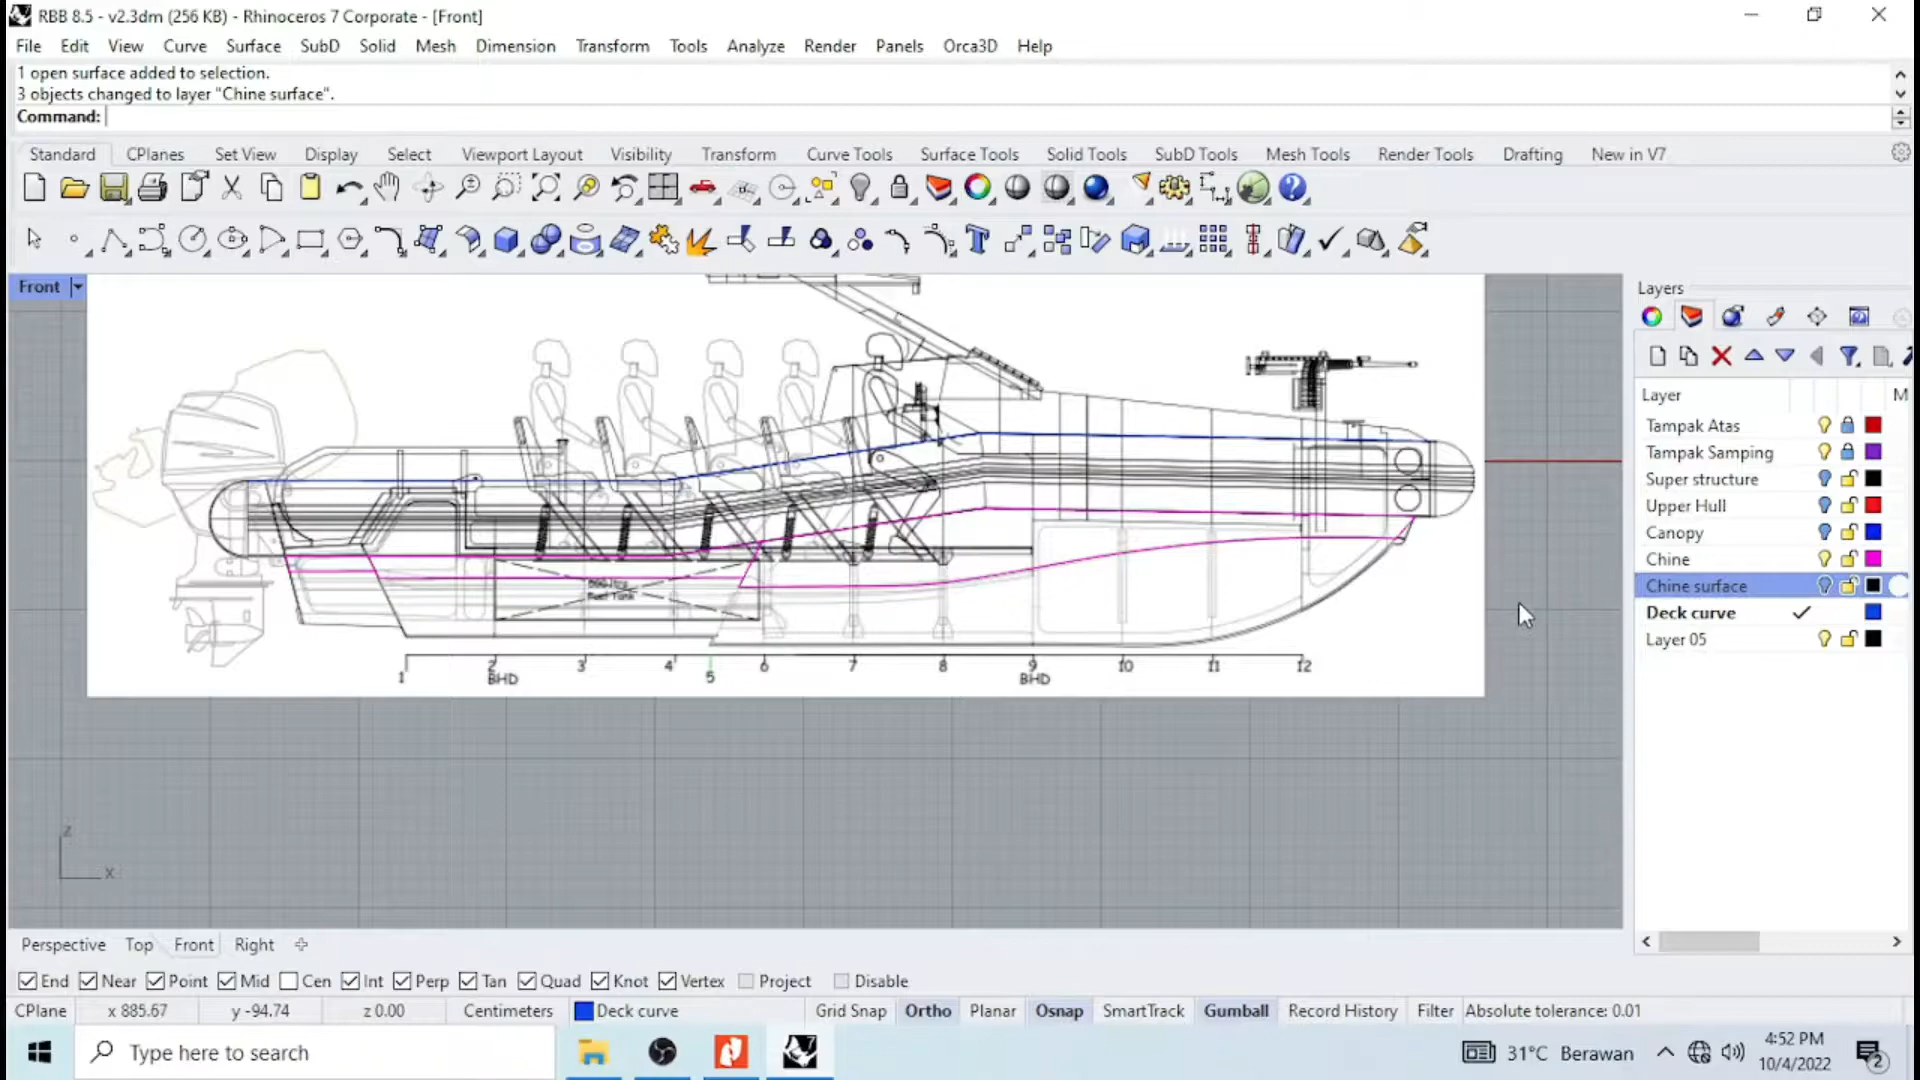 RBB 8.5 - v2.3dm (256 KB) - Rhinoceros 7 Corporate - [Front]
File Edit View Curve Surface SubD Solid Mesh Dimension Transform Tools Analyze Render Panels Orca3D Help
1 open surface added to selection.
3 objects changed to layer "Chine surface".
Command:
Standard CPlanes Set View Display Select Viewport Layout Visibility Transform Curve Tools Surface Tools Solid Tools SubD Tools Mesh Tools Render Tools Drafting New in V7
Front
Layers
Layer M
Tampak Atas
Tampak Samping
Super structure
Upper Hull
Canopy
Chine
Chine surface
Deck curve
Layer 05
Fuel Tank
1 2 3 4 5 6 7 8 9 10 11 12
BHD BHD
z
x
Perspective Top Front Right
End Near Point Mid Cen Int Perp Tan Quad Knot Vertex Project Disable
CPlane x 885.67 y -94.74 z 0.00 Centimeters Deck curve Grid Snap Ortho Planar Osnap SmartTrack Gumball Record History Filter Absolute tolerance: 0.01
Type here to search
31°C Berawan
4:52 PM
10/4/2022
2